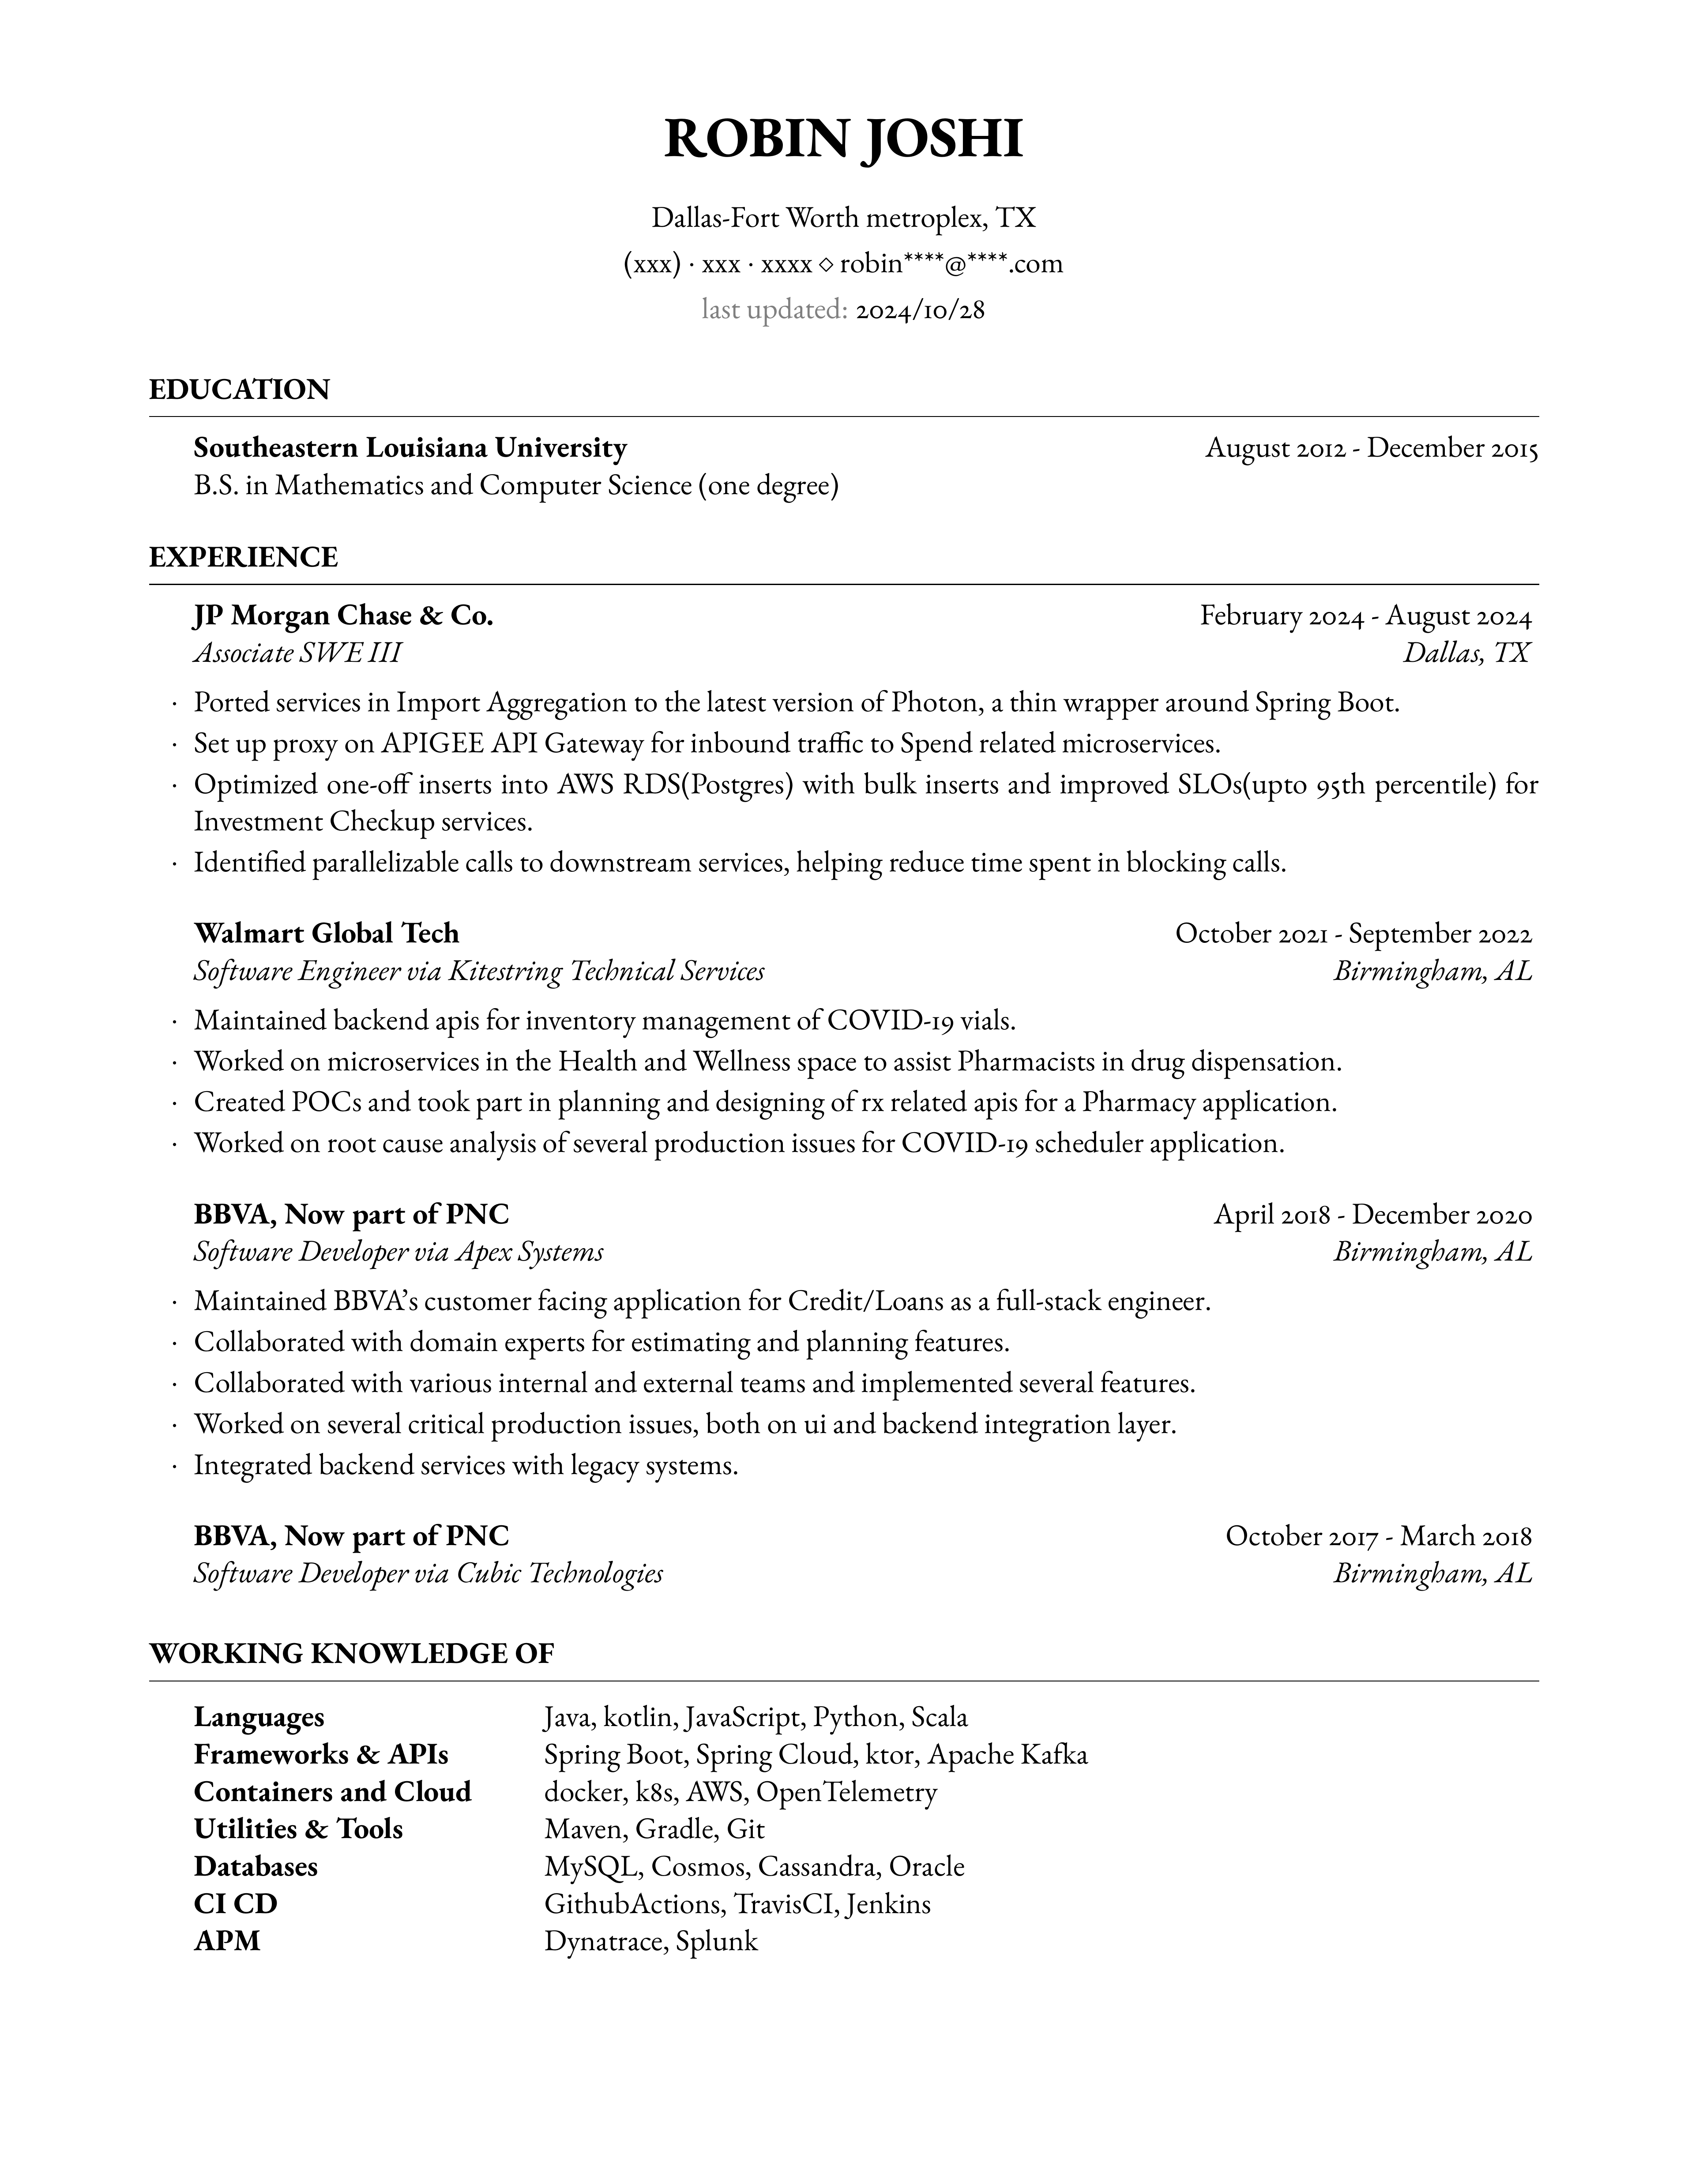 ROBIN JOSHI
Dallas-Fort Worth metroplex, TX
(xxx) · xxx · xxxx ⋄ robin****@****.com
last updated: 2024/10/28
EDUCATION
Southeastern Louisiana University August 2012 - December 2015
B.S. in Mathematics and Computer Science (one degree)
EXPERIENCE
JP Morgan Chase & Co. February 2024 - August 2024
Associate SWE III Dallas, TX
· Ported services in Import Aggregation to the latest version of Photon, a thin wrapper around Spring Boot.
· Set up proxy on APIGEE API Gateway for inbound traffic to Spend related microservices.
· Optimized one-off inserts into AWS RDS(Postgres) with bulk inserts and improved SLOs(upto 95th percentile) for
Investment Checkup services.
· Identified parallelizable calls to downstream services, helping reduce time spent in blocking calls.
Walmart Global Tech October 2021 - September 2022
Software Engineer via Kitestring Technical Services Birmingham, AL
· Maintained backend apis for inventory management of COVID-19 vials.
· Worked on microservices in the Health and Wellness space to assist Pharmacists in drug dispensation.
· Created POCs and took part in planning and designing of rx related apis for a Pharmacy application.
· Worked on root cause analysis of several production issues for COVID-19 scheduler application.
BBVA, Now part of PNC April 2018 - December 2020
Software Developer via Apex Systems Birmingham, AL
· Maintained BBVA’s customer facing application for Credit/Loans as a full-stack engineer.
· Collaborated with domain experts for estimating and planning features.
· Collaborated with various internal and external teams and implemented several features.
· Worked on several critical production issues, both on ui and backend integration layer.
· Integrated backend services with legacy systems.
BBVA, Now part of PNC October 2017 - March 2018
Software Developer via Cubic Technologies Birmingham, AL
WORKING KNOWLEDGE OF
Languages Java, kotlin, JavaScript, Python, Scala
Frameworks & APIs Spring Boot, Spring Cloud, ktor, Apache Kafka
Containers and Cloud docker, k8s, AWS, OpenTelemetry
Utilities & Tools Maven, Gradle, Git
Databases MySQL, Cosmos, Cassandra, Oracle
CI CD GithubActions, TravisCI, Jenkins
APM Dynatrace, Splunk